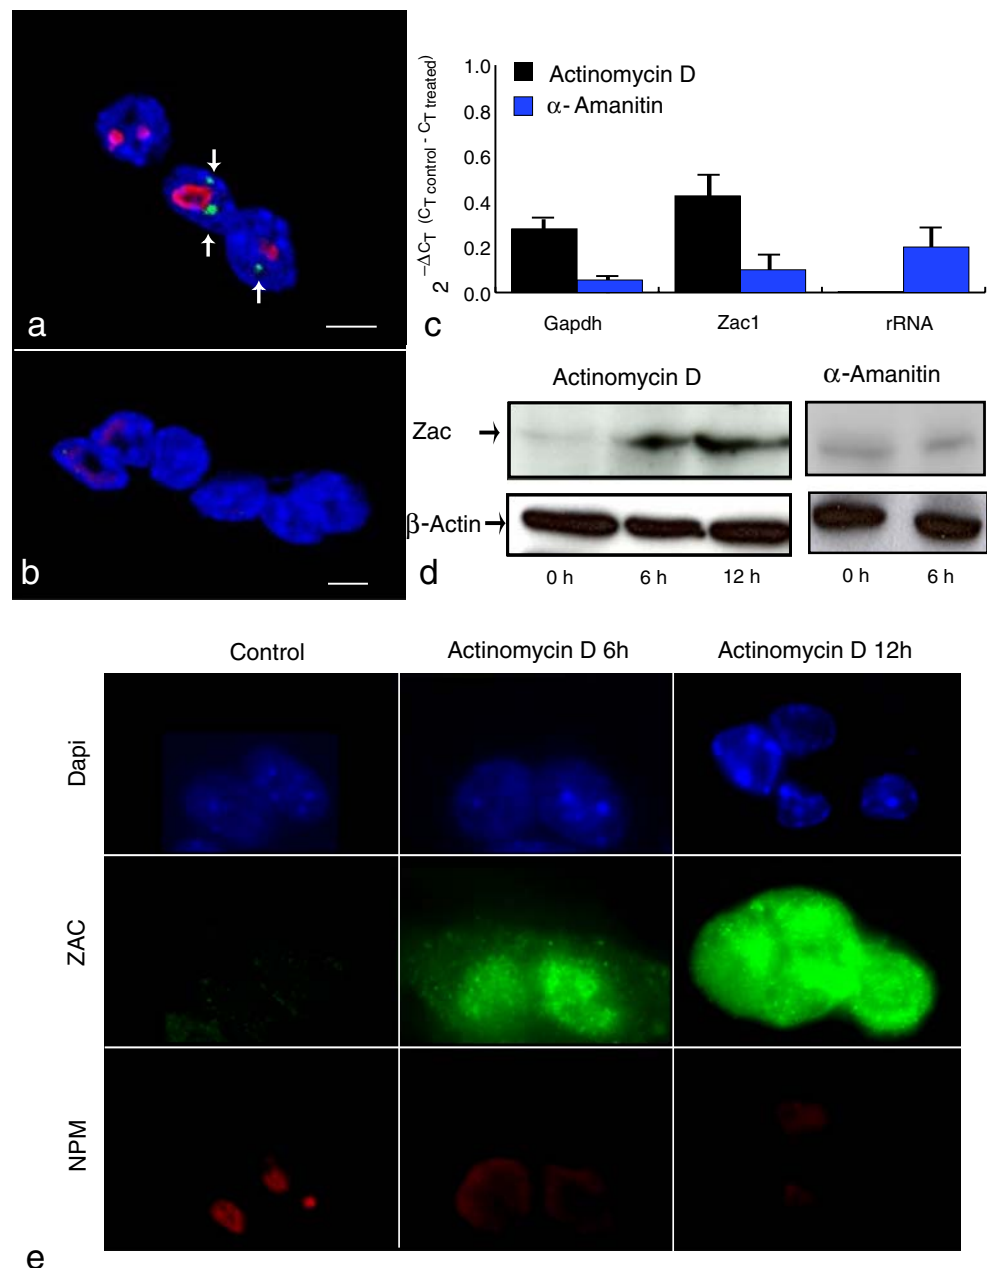 a
b
2 −ΔCT (CT control - CT treated)
1.0
0.8
0.6
0.4
0.2
0.0
Actinomycin D
α- Amanitin
Gapdh Zac1 rRNA
c
Actinomycin D α-Amanitin
Zac
β-Actin
0 h 6 h 12 h 0 h 6 h
d
Control Actinomycin D 6h Actinomycin D 12h
Dapi
ZAC
NPM
e